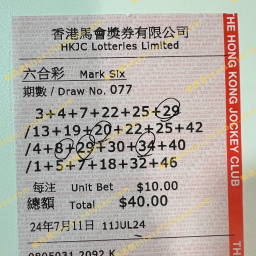 香港馬會獎券有限公司
HKJC Lotteries Limited
六合彩 Mark Six
期數 / Draw No. 077
3+4+7+22+25+29
/13+19+20+22+25+42
/4+8+29+30+34+40
/1+5+7+18+32+46
每注 Unit Bet $10.00
總額 Total $40.00
24年7月11日 11JUL24
THE HONG KONG JOCKEY CLUB
TH